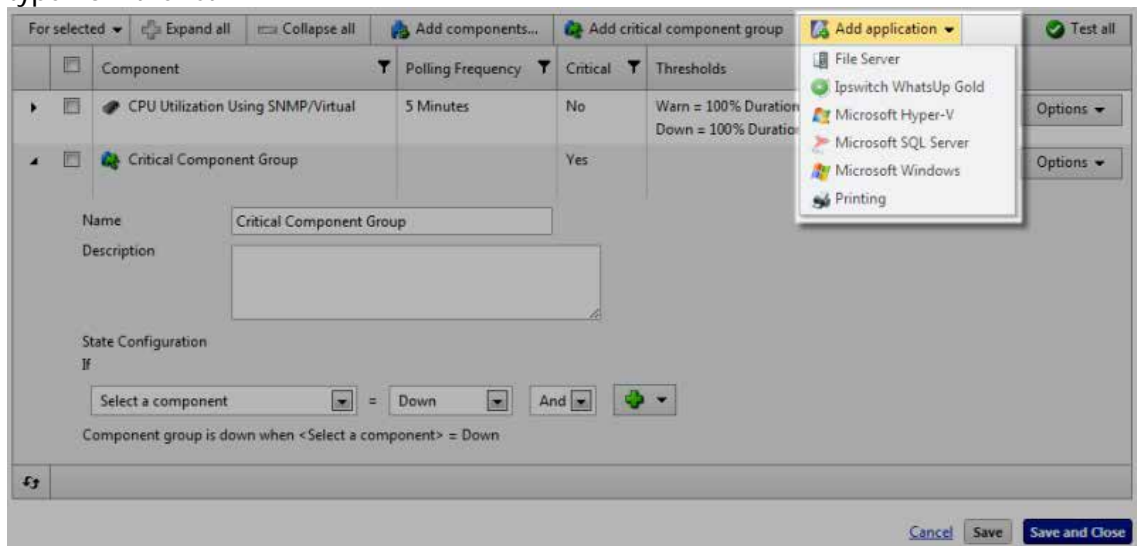 For selected Expand all Collapse all Add components... Add critical component group Add application Test all
Component Polling Frequency Critical Thresholds
File Server
Ipswitch WhatsUp Gold
Microsoft Hyper-V
Microsoft SQL Server
Microsoft Windows
Printing
CPU Utilization Using SNMP/Virtual 5 Minutes No Warn = 100% Duration Options
Down = 100% Duration
Critical Component Group Yes Options
Name Critical Component Group
Description
State Configuration
If
Select a component = Down And
Component group is down when <Select a component> = Down
Cancel Save Save and Close